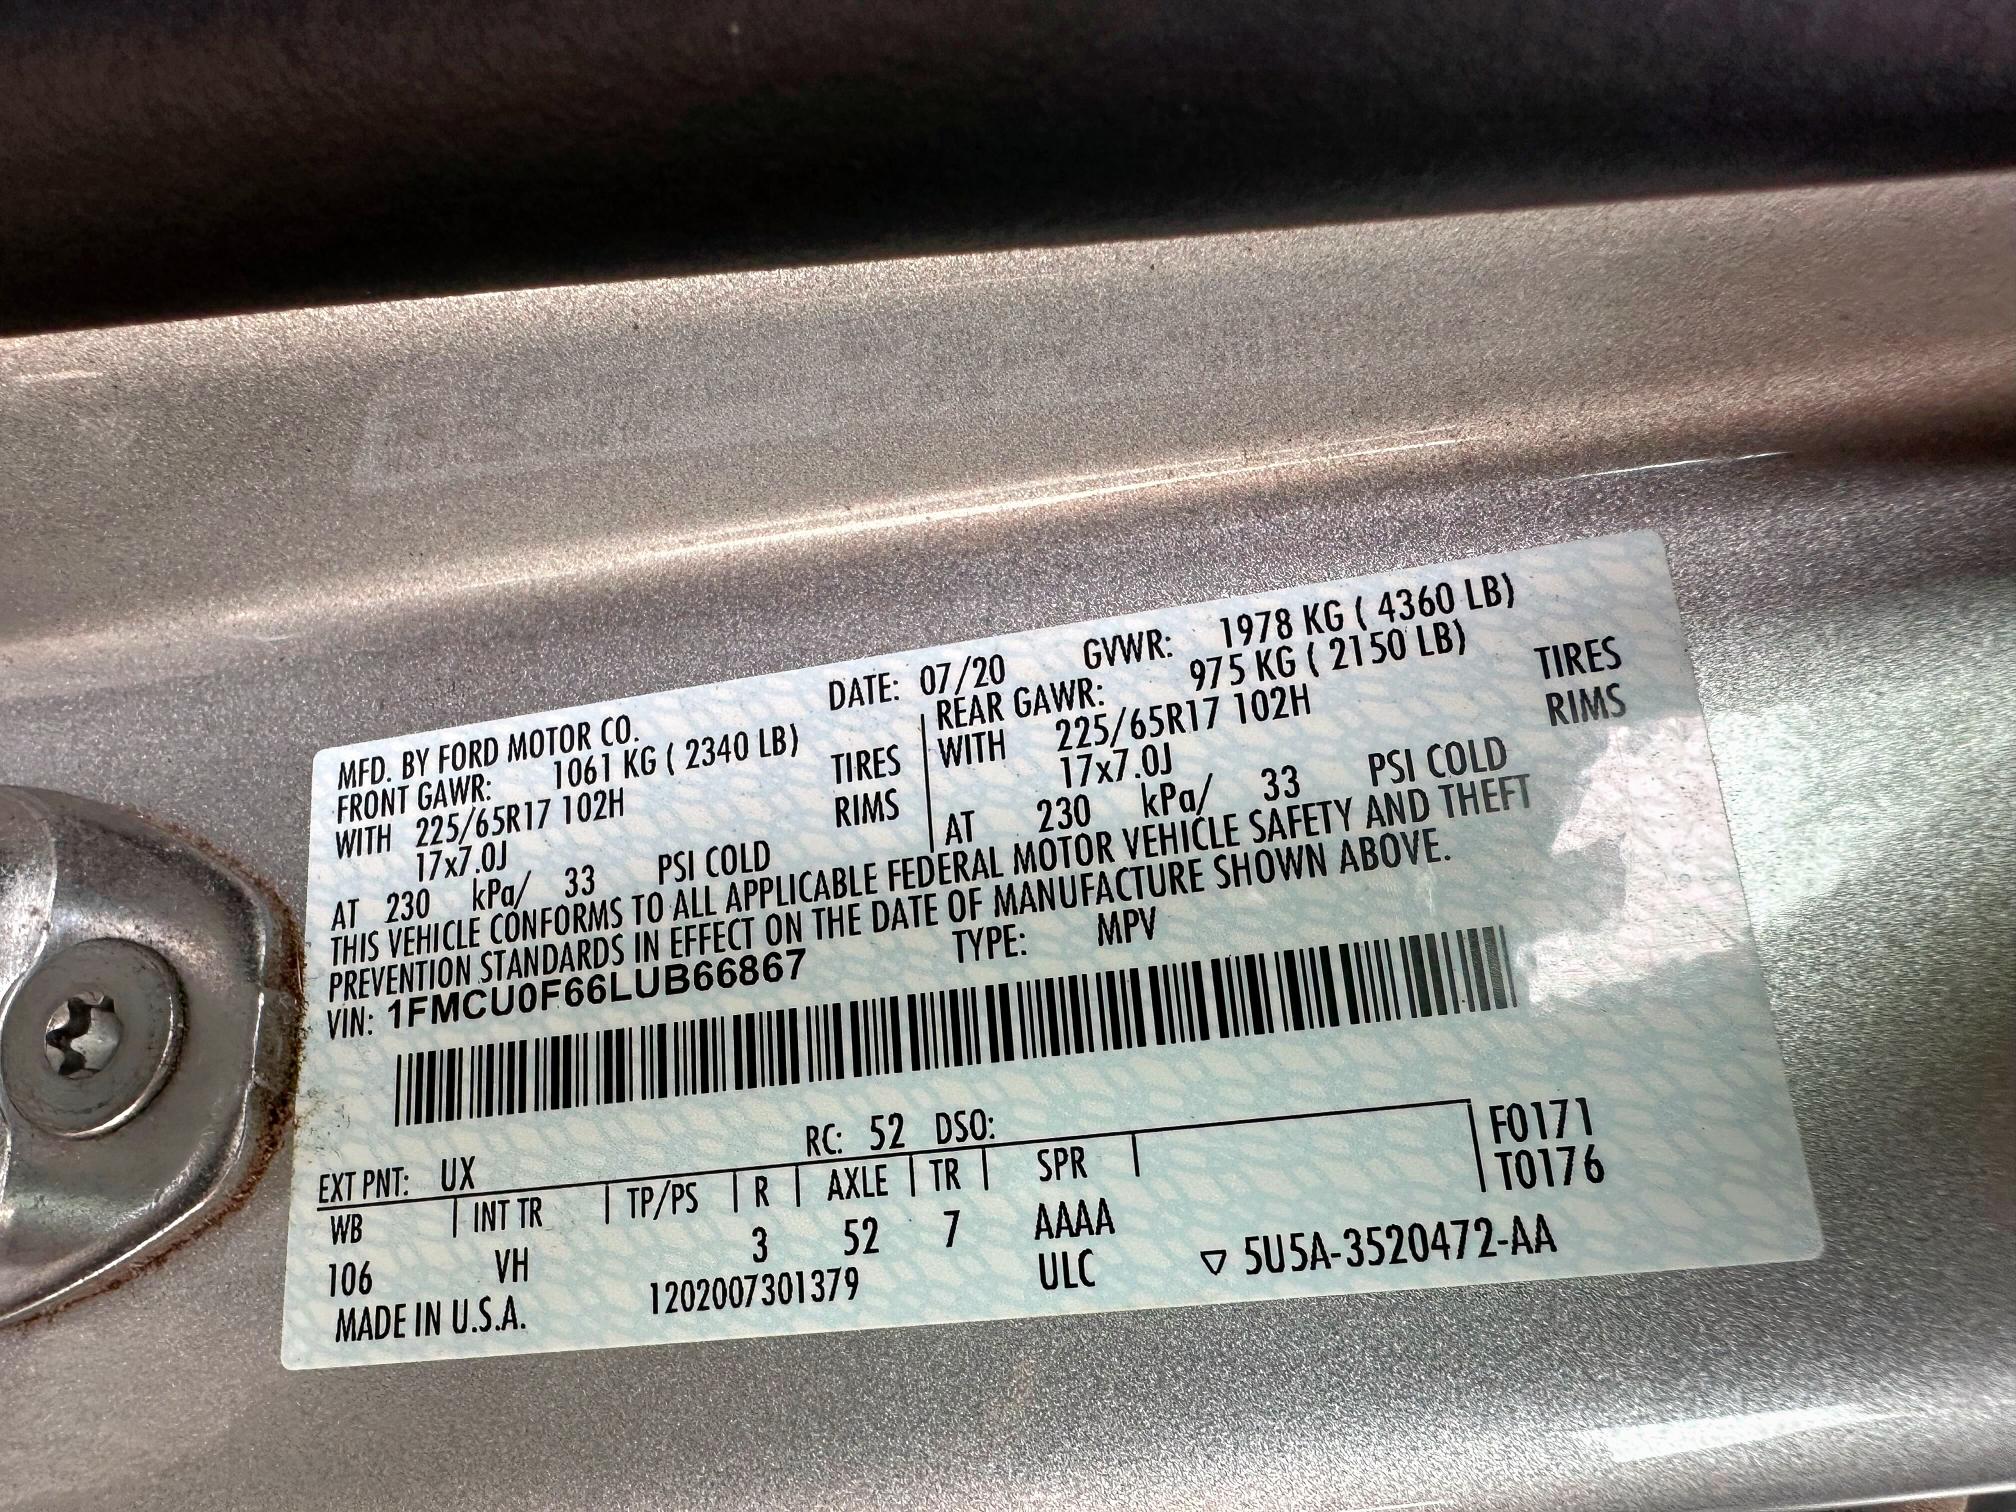 MFD. BY FORD MOTOR CO. DATE: 07/20 GVWR: 1978 KG ( 4360 LB)
FRONT GAWR: 1061 KG ( 2340 LB) REAR GAWR: 975 KG ( 2150 LB)
WITH 225/65R17 102H TIRES WITH 225/65R17 102H TIRES
17x7.0J RIMS 17x7.0J RIMS
AT 230 kPa/ 33 PSI COLD AT 230 kPa/ 33 PSI COLD
THIS VEHICLE CONFORMS TO ALL APPLICABLE FEDERAL MOTOR VEHICLE SAFETY AND THEFT
PREVENTION STANDARDS IN EFFECT ON THE DATE OF MANUFACTURE SHOWN ABOVE.
VIN: 1FMCU0F66LUB66867 TYPE: MPV
EXT PNT: UX RC: 52 DSO: F0171
WB INT TR TP/PS R AXLE TR SPR T0176
106 VH 3 52 7 AAAA
MADE IN U.S.A. 1202007301379 ULC ▽ 5U5A-3520472-AA